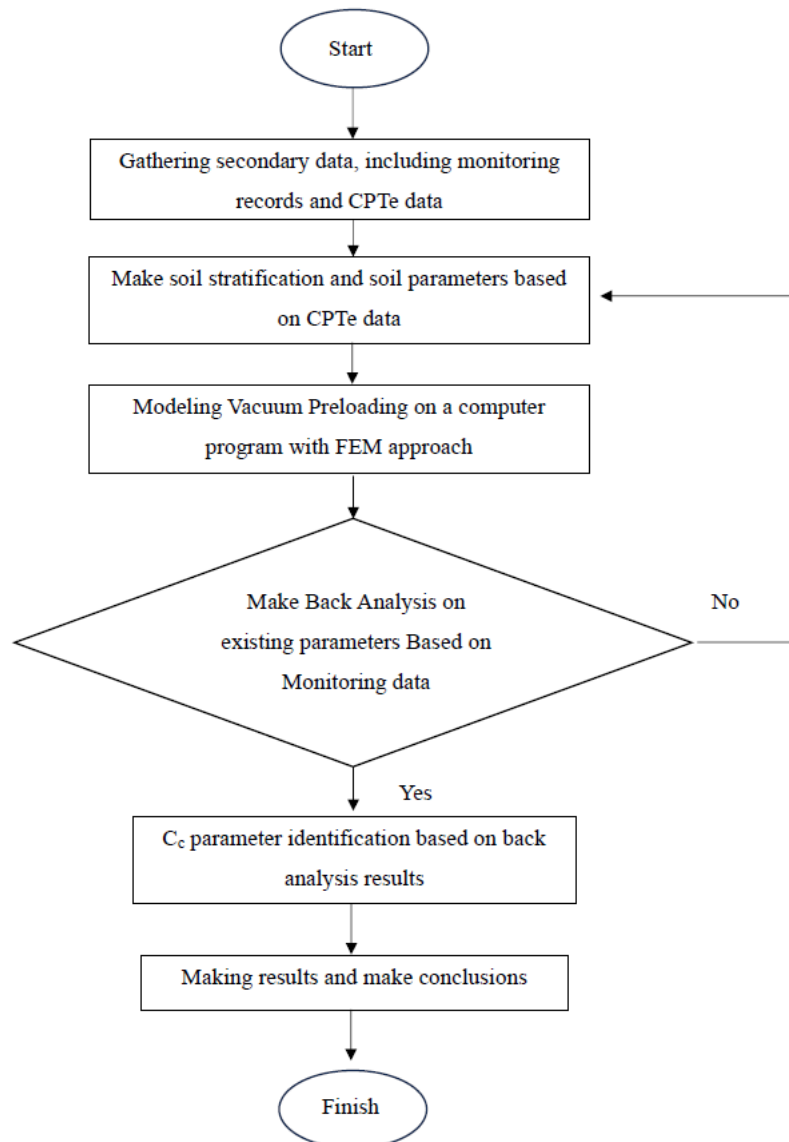 Start
Gathering secondary data, including monitoring
records and CPTe data
Make soil stratification and soil parameters based
on CPTe data
Modeling Vacuum Preloading on a computer
program with FEM approach
Make Back Analysis on
existing parameters Based on
Monitoring data
No
Yes
Cc parameter identification based on back
analysis results
Making results and make conclusions
Finish